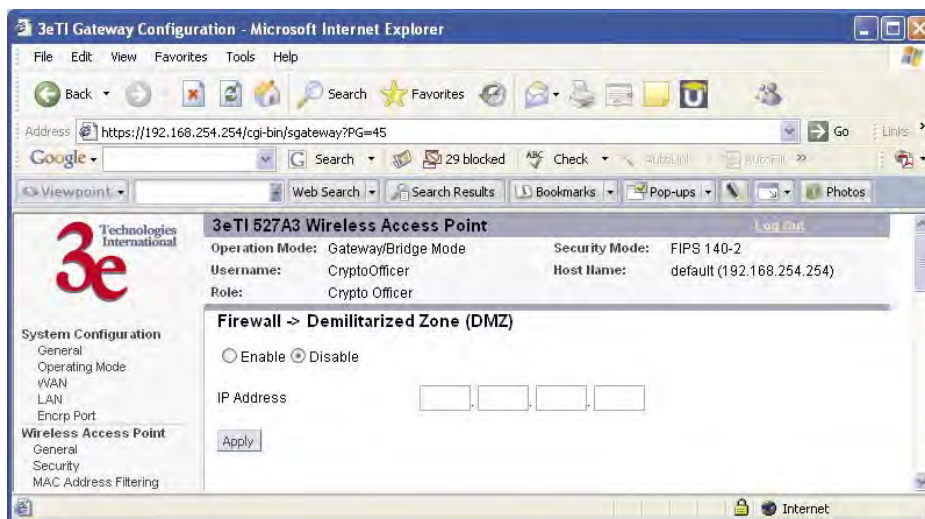 3eTI Gateway Configuration - Microsoft Internet Explorer
File Edit View Favorites Tools Help
Back Search Favorites
Address https://192.168.254.254/cgi-bin/sgateway?PG=45 Go Links »
Google Search 29 blocked ABC Check AutoLink AutoFill »
Viewpoint Web Search Search Results Bookmarks Pop-ups Photos
3e Technologies International
3eTI 527A3 Wireless Access Point Log Out
Operation Mode: Gateway/Bridge Mode Security Mode: FIPS 140-2
Username: CryptoOfficer Host Name: default (192.168.254.254)
Role: Crypto Officer
System Configuration
General
Operating Mode
WAN
LAN
Encrp Port
Wireless Access Point
General
Security
MAC Address Filtering
Firewall -> Demilitarized Zone (DMZ)
Enable Disable
IP Address . . .
Apply
Internet